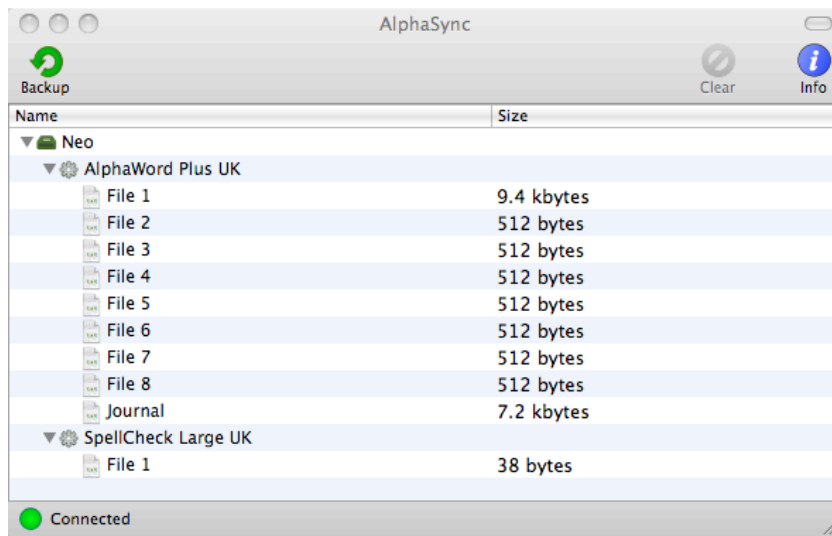 AlphaSync
Backup Clear Info
Name Size
Neo
AlphaWord Plus UK
File 1 9.4 kbytes
File 2 512 bytes
File 3 512 bytes
File 4 512 bytes
File 5 512 bytes
File 6 512 bytes
File 7 512 bytes
File 8 512 bytes
Journal 7.2 kbytes
SpellCheck Large UK
File 1 38 bytes
Connected